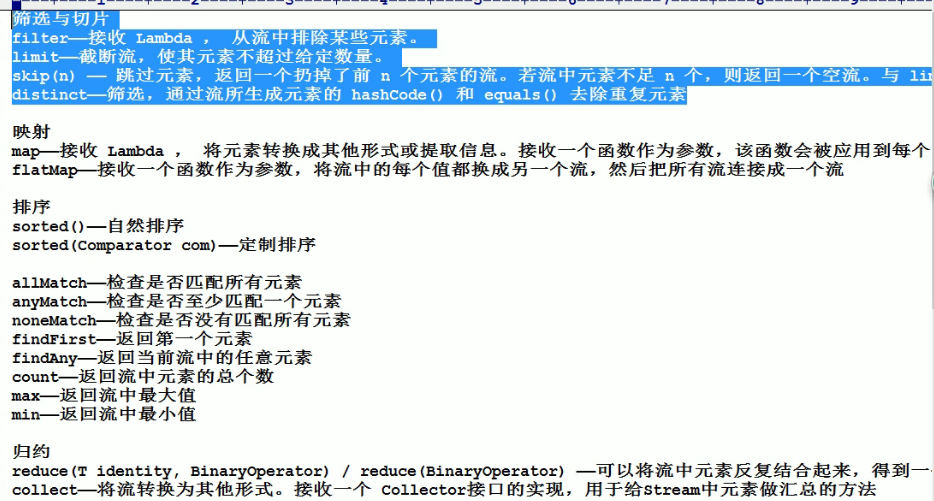 筛选与切片
filter——接收 Lambda ， 从流中排除某些元素。
limit——截断流，使其元素不超过给定数量。
skip(n) —— 跳过元素，返回一个扔掉了前 n 个元素的流。若流中元素不足 n 个，则返回一个空流。与
distinct——筛选，通过流所生成元素的 hashCode() 和 equals() 去除重复元素
映射
map——接收 Lambda ， 将元素转换成其他形式或提取信息。接收一个函数作为参数，该函数会被应用到每个
flatMap——接收一个函数作为参数，将流中的每个值都换成另一个流，然后把所有流连接成一个流
排序
sorted()——自然排序
sorted(Comparator com)——定制排序
allMatch——检查是否匹配所有元素
anyMatch——检查是否至少匹配一个元素
noneMatch——检查是否没有匹配所有元素
findFirst——返回第一个元素
findAny——返回当前流中的任意元素
count——返回流中元素的总个数
max——返回流中最大值
min——返回流中最小值
归约
reduce(T identity, BinaryOperator) / reduce(BinaryOperator) ——可以将流中元素反复结合起来，得到一
collect——将流转换为其他形式。接收一个 Collector接口的实现，用于给Stream中元素做汇总的方法